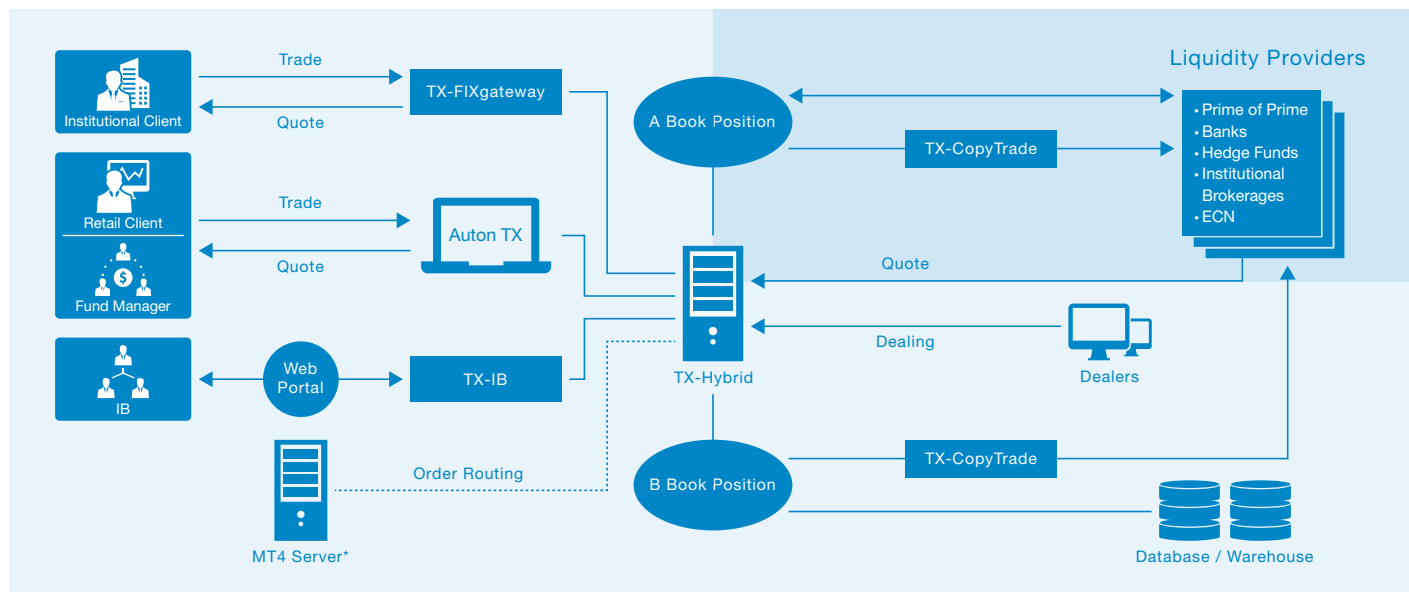 Trade
Institutional Client
Quote
TX-FIXgateway
Retail Client
Fund Manager
Trade
Quote
Auton TX
$
IB
Web
Portal
TX-IB
MT4 Server*
Order Routing
A Book Position
TX-CopyTrade
Liquidity Providers
• Prime of Prime
• Banks
• Hedge Funds
• Institutional
Brokerages
• ECN
Quote
Dealing
Dealers
TX-Hybrid
B Book Position
TX-CopyTrade
Database / Warehouse